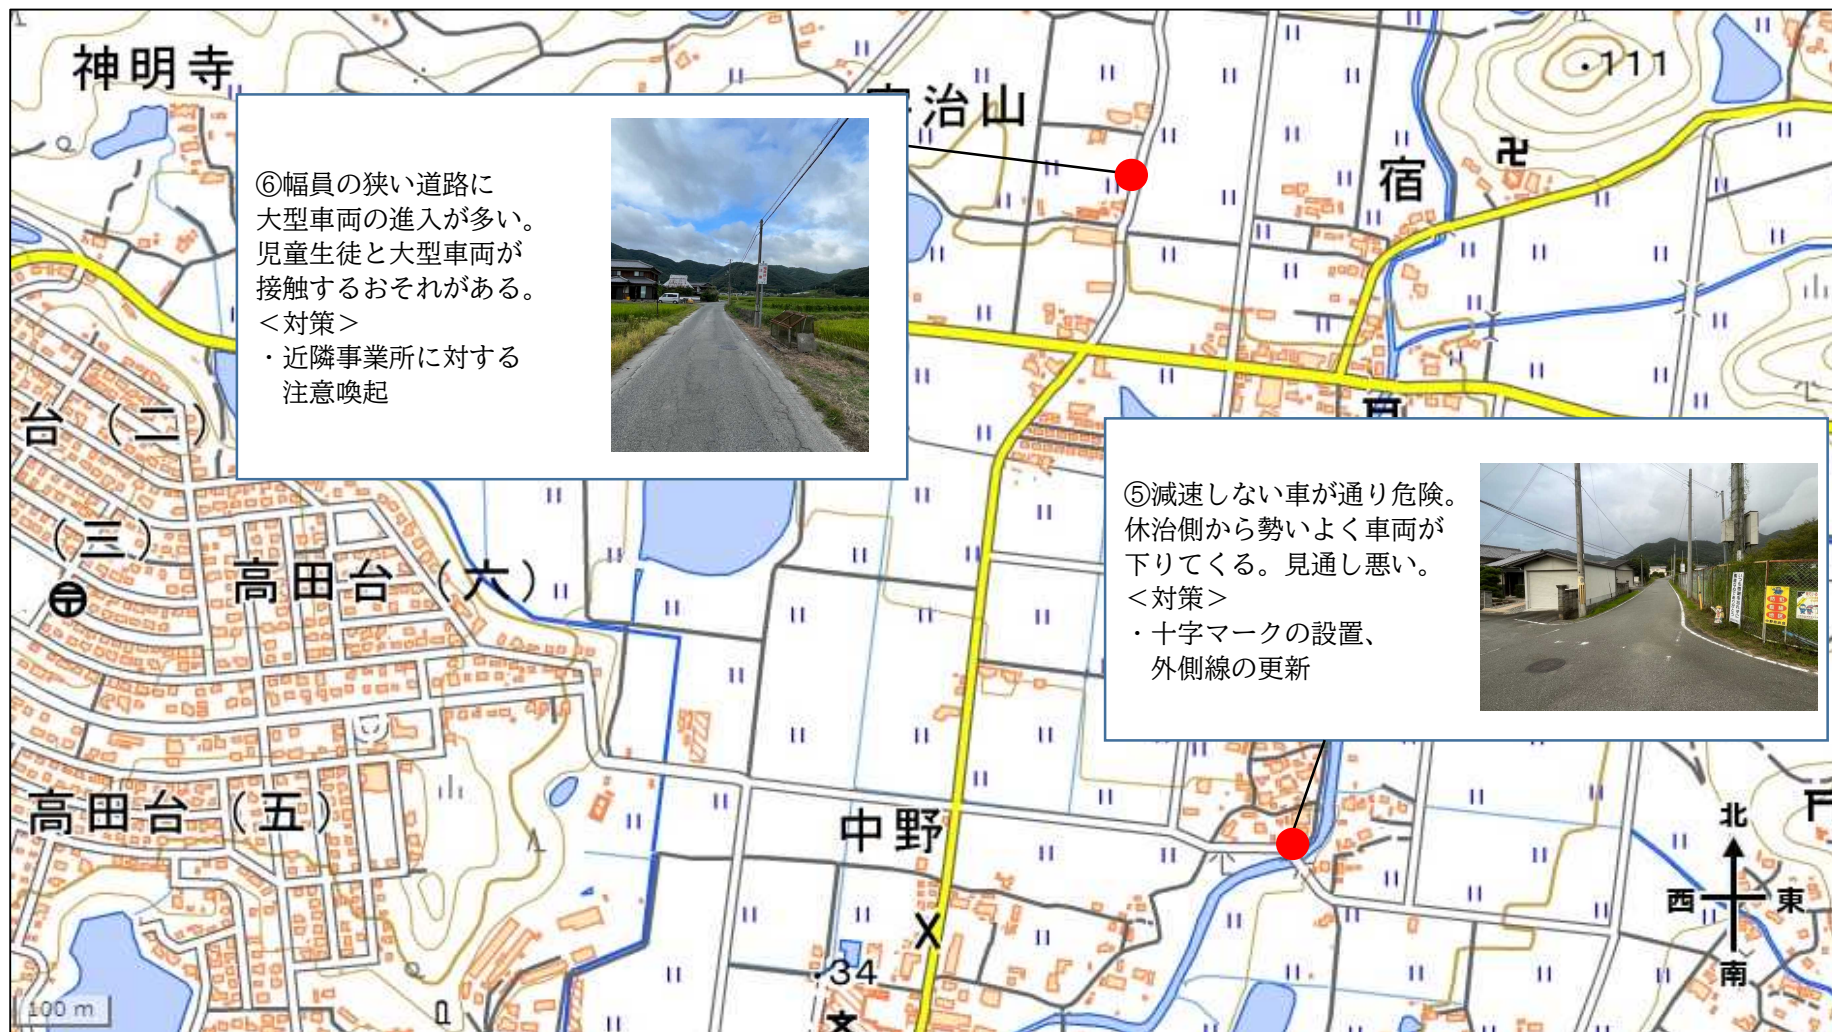 神明寺
治山
・111
宿
⑥幅員の狭い道路に
大型車両の進入が多い。
児童生徒と大型車両が
接触するおそれがある。
＜対策＞
・近隣事業所に対する
注意喚起
台（二）
（三）
高田台（六）
⑤減速しない車が通り危険。
休治側から勢いよく車両が
下りてくる。見通し悪い。
＜対策＞
・十字マークの設置、
外側線の更新
高田台（五）
中野
北
西
東
南
・34
100 m